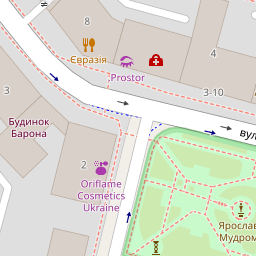 8
Євразія
Prostor
4
3
3-10
вул
Будинок
Барона
2
Oriflame
Cosmetics
Ukraine
Ярослав
Мудром